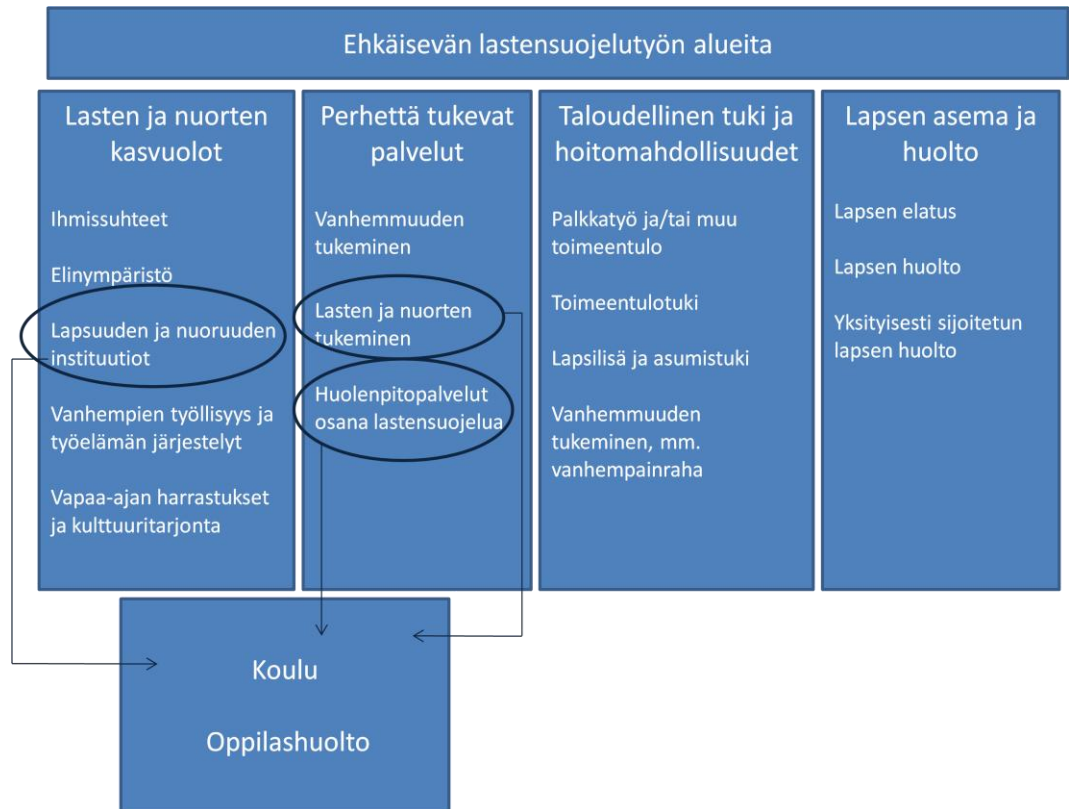 Ehkäisevän lastensuojelutyön alueita
Lasten ja nuorten
kasvuolot
Ihmissuhteet
Elinympäristö
Lapsuuden ja nuoruuden
instituutiot
Vanhempien työllisyys ja
työelämän järjestelyt
Vapaa-ajan harrastukset
ja kulttuuritarjonta
Perhettä tukevat
palvelut
Vanhemmuuden
tukeminen
Lasten ja nuorten
tukeminen
Huolenpitopalvelut
osana lastensuojelua
Taloudellinen tuki ja
hoitomahdollisuudet
Palkkatyö ja/tai muu
toimeentulo
Toimeentulotuki
Lapsilisä ja asumistuki
Vanhemmuuden
tukeminen, mm.
vanhempainraha
Lapsen asema ja
huolto
Lapsen elatus
Lapsen huolto
Yksityisesti sijoitetun
lapsen huolto
Koulu
Oppilashuolto